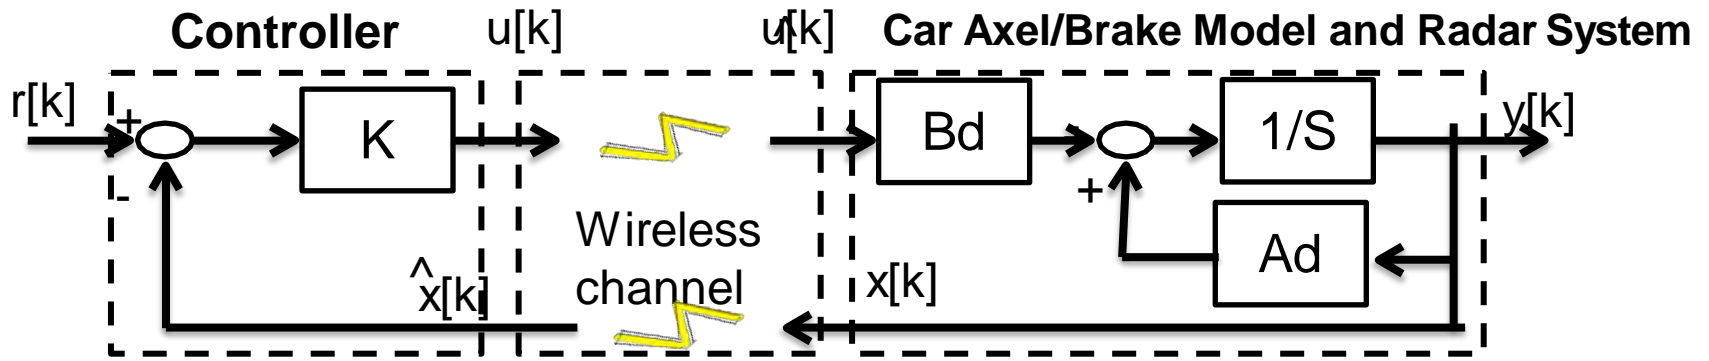 Controller
u[k]
û[k]
Car Axel/Brake Model and Radar System
r[k]
+
-
K
Wireless
channel
^
x[k]
x[k]
Bd
+
1/S
Ad
y[k]